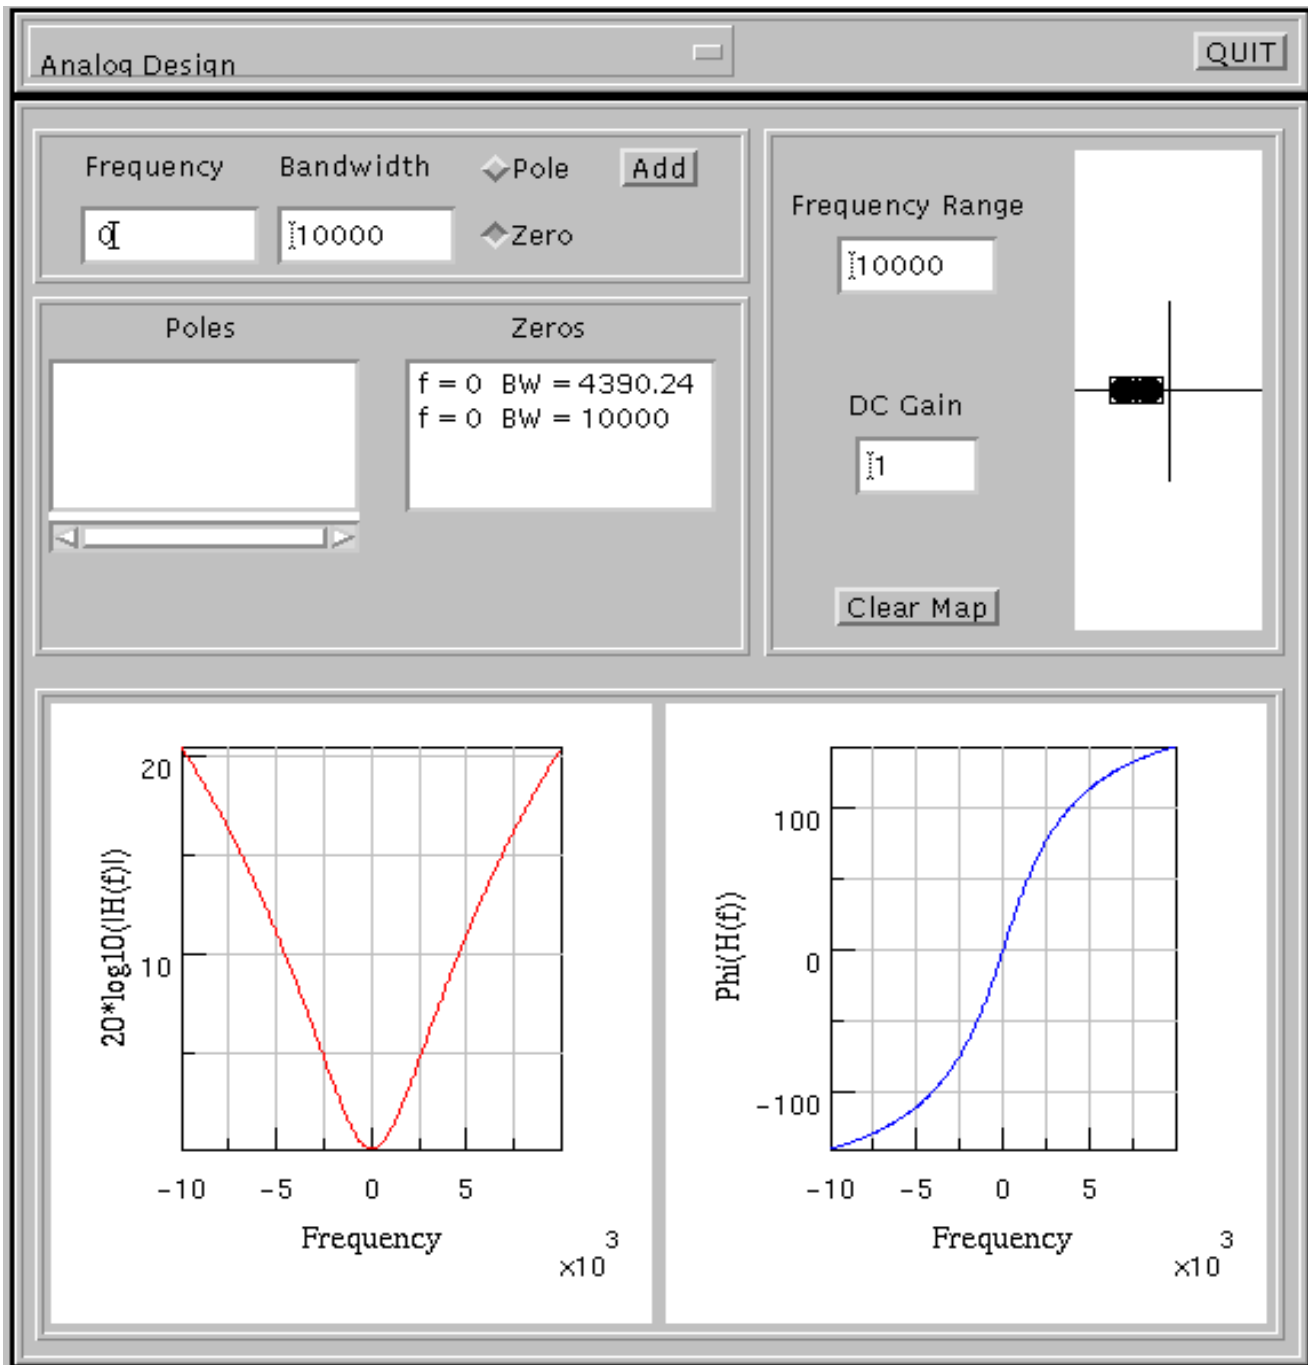 Analog Design
QUIT
Frequency Bandwidth Pole Add
0 10000 Zero
Frequency Range
10000
Poles Zeros
f = 0 BW = 4390.24
f = 0 BW = 10000
DC Gain
1
Clear Map
20*log10(|H(f)|)
20
10
-10 -5 0 5
Frequency
x10 3
Phi(H(f))
100
0
-100
-10 -5 0 5
Frequency
x10 3